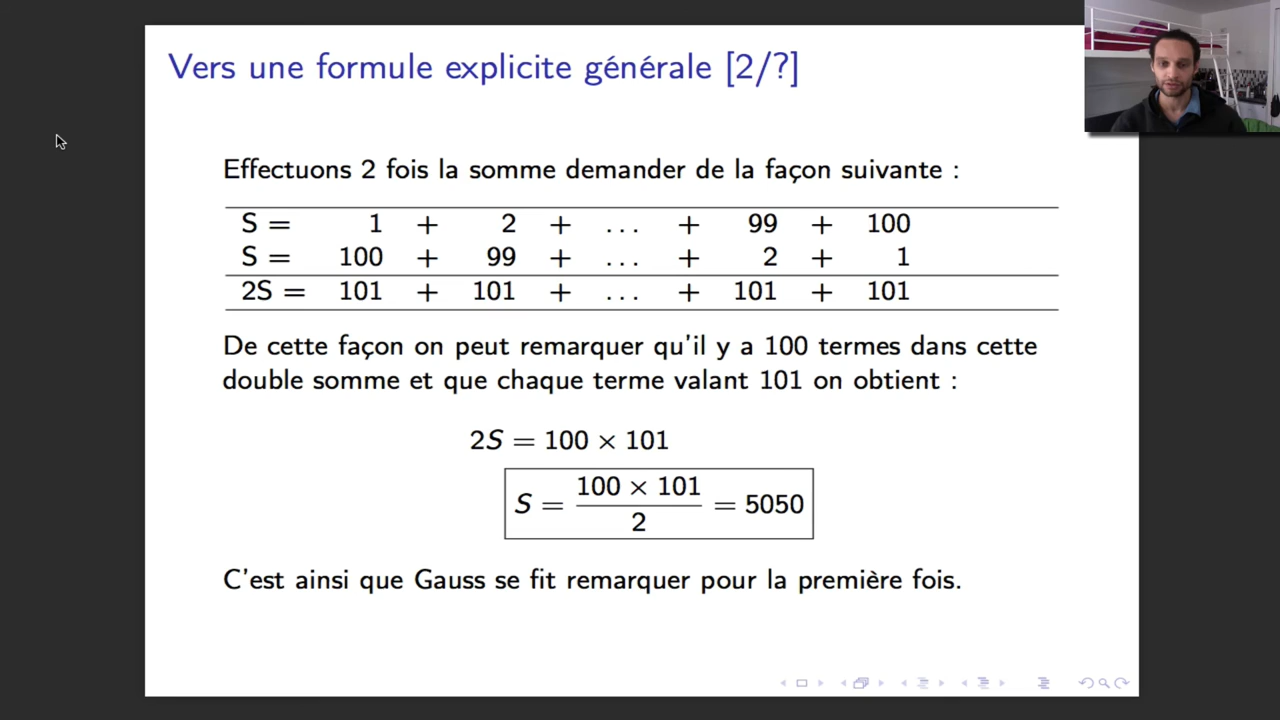 Vers une formule explicite générale [2/?]
Effectuons 2 fois la somme demander de la façon suivante :
S = 1 + 2 + ... + 99 + 100
S = 100 + 99 + ... + 2 + 1
2S = 101 + 101 + ... + 101 + 101
De cette façon on peut remarquer qu'il y a 100 termes dans cette
double somme et que chaque terme valant 101 on obtient :
2S = 100 × 101
S = \frac{100 × 101}{2} = 5050
C'est ainsi que Gauss se fit remarquer pour la première fois.